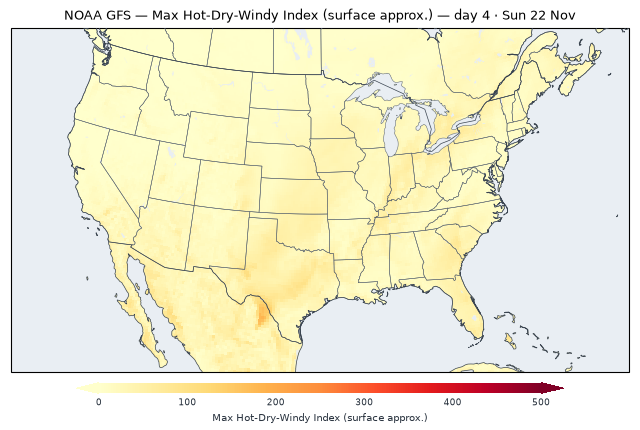 NOAA GFS — Max Hot-Dry-Windy Index (surface approx.) — day 4 · Sun 22 Nov
0 100 200 300 400 500
Max Hot-Dry-Windy Index (surface approx.)